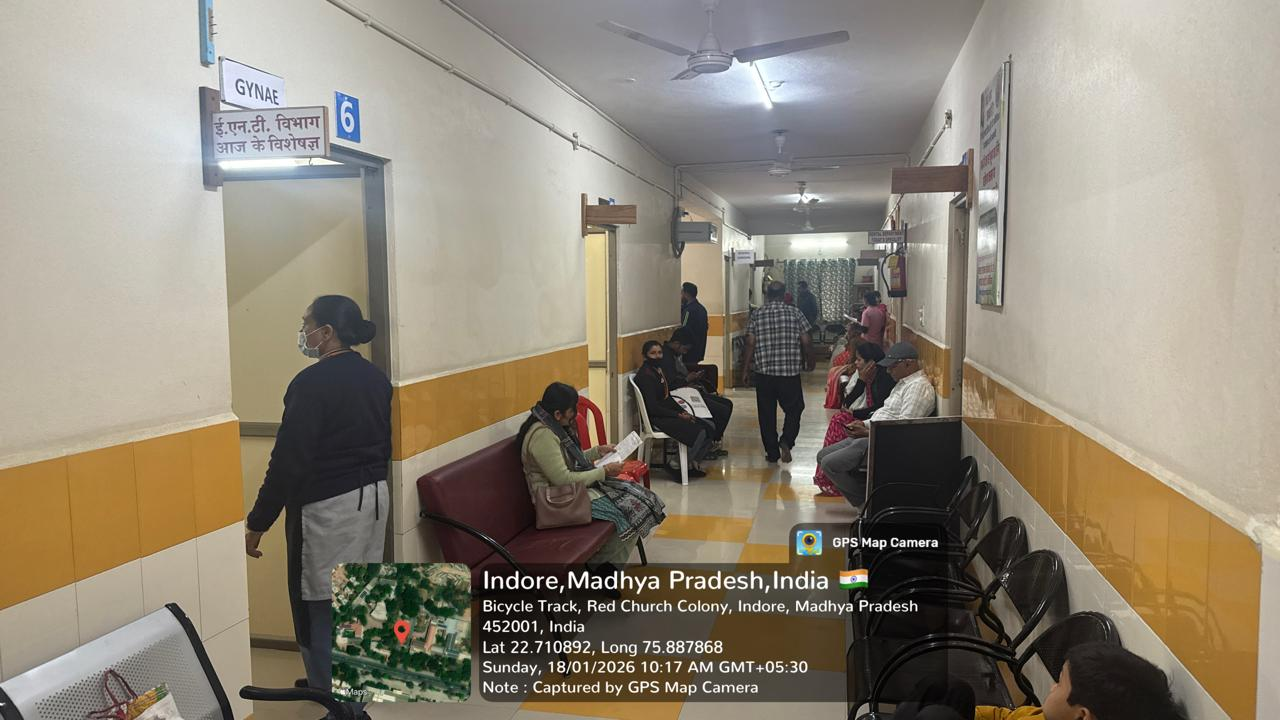 GYNAE
6
ई.एन.टी. विभाग
आज के विशेषज्ञ
GPS Map Camera
Indore,Madhya Pradesh,India
Bicycle Track, Red Church Colony, Indore, Madhya Pradesh
452001, India
Lat 22.710892, Long 75.887868
Sunday, 18/01/2026 10:17 AM GMT+05:30
Note : Captured by GPS Map Camera
Maps